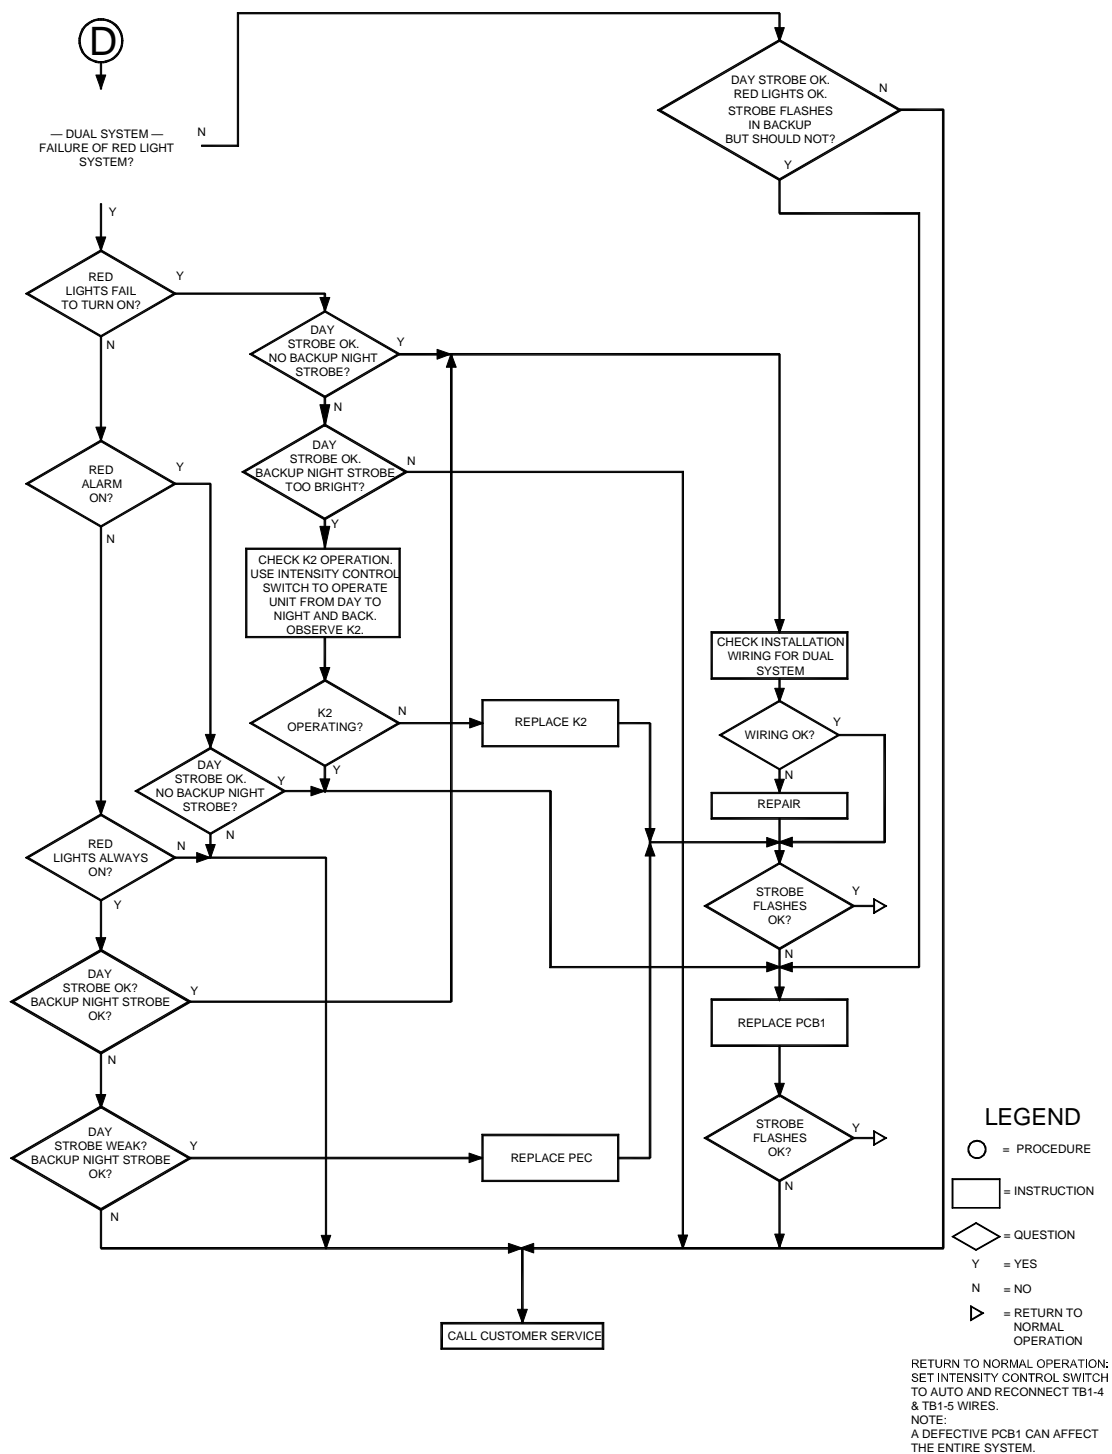 D
— DUAL SYSTEM —
FAILURE OF RED LIGHT
SYSTEM?
N
Y
DAY STROBE OK.
RED LIGHTS OK.
STROBE FLASHES
IN BACKUP
BUT SHOULD NOT?
N
Y
RED
LIGHTS FAIL
TO TURN ON?
Y
N
DAY
STROBE OK.
NO BACKUP NIGHT
STROBE?
Y
N
RED
ALARM
ON?
Y
N
DAY
STROBE OK.
BACKUP NIGHT STROBE
TOO BRIGHT?
N
Y
CHECK K2 OPERATION.
USE INTENSITY CONTROL
SWITCH TO OPERATE
UNIT FROM DAY TO
NIGHT AND BACK.
OBSERVE K2.
CHECK INSTALLATION
WIRING FOR DUAL
SYSTEM
K2
OPERATING?
N
Y
REPLACE K2
WIRING OK?
Y
N
DAY
STROBE OK.
NO BACKUP NIGHT
STROBE?
Y
N
REPAIR
RED
LIGHTS ALWAYS
ON?
N
Y
STROBE
FLASHES
OK?
Y
N
DAY
STROBE OK?
BACKUP NIGHT STROBE
OK?
Y
N
REPLACE PCB1
DAY
STROBE WEAK?
BACKUP NIGHT STROBE
OK?
Y
N
REPLACE PEC
STROBE
FLASHES
OK?
Y
N
CALL CUSTOMER SERVICE
LEGEND
= PROCEDURE
= INSTRUCTION
= QUESTION
Y = YES
N = NO
= RETURN TO
NORMAL
OPERATION
RETURN TO NORMAL OPERATION:
SET INTENSITY CONTROL SWITCH
TO AUTO AND RECONNECT TB1-4
& TB1-5 WIRES.
NOTE:
A DEFECTIVE PCB1 CAN AFFECT
THE ENTIRE SYSTEM.